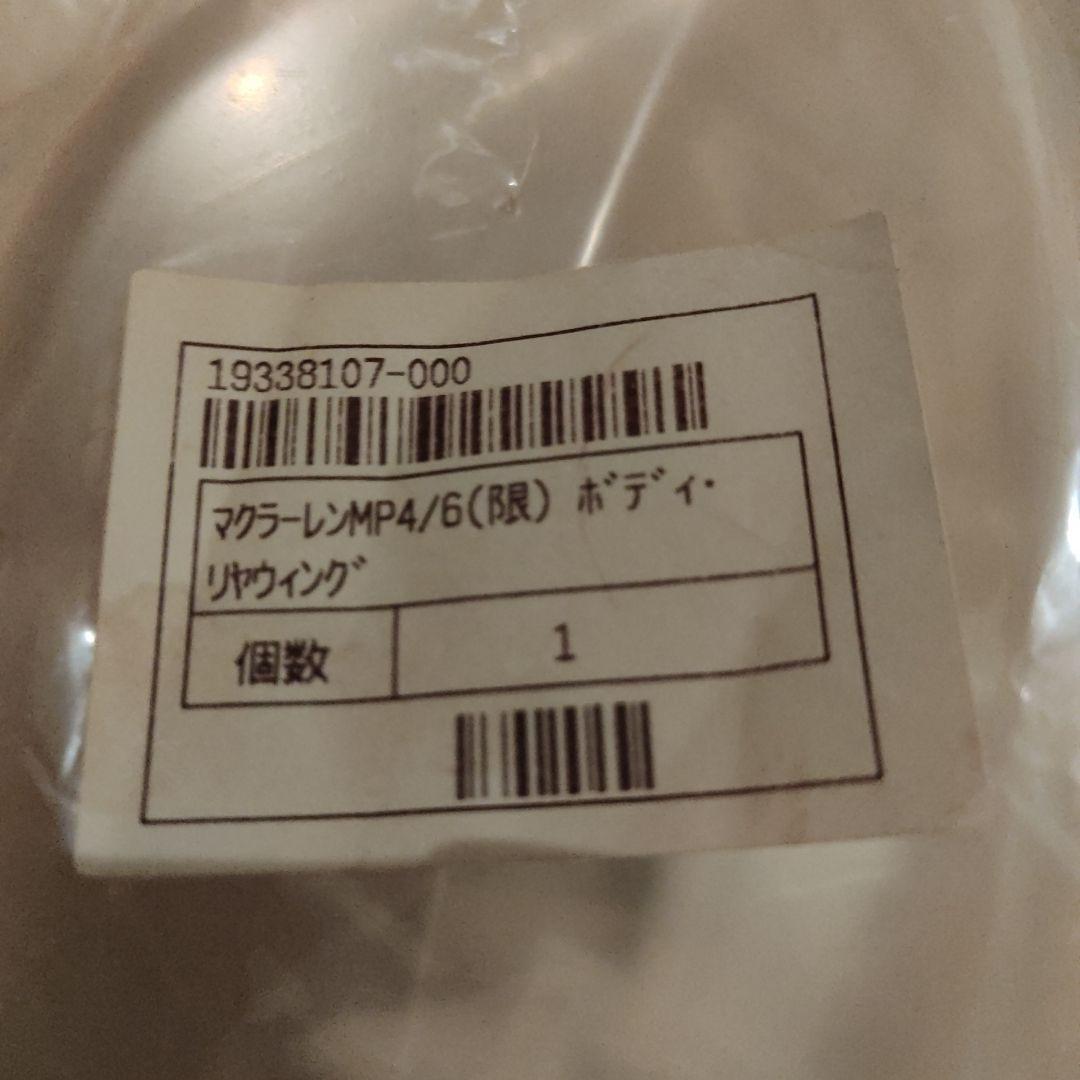 19338107-000
ﾏｸﾗｰﾚﾝMP4/6(限) ﾎﾞﾃﾞｨ･
ﾘﾔｳｨﾝｸﾞ
個数 1